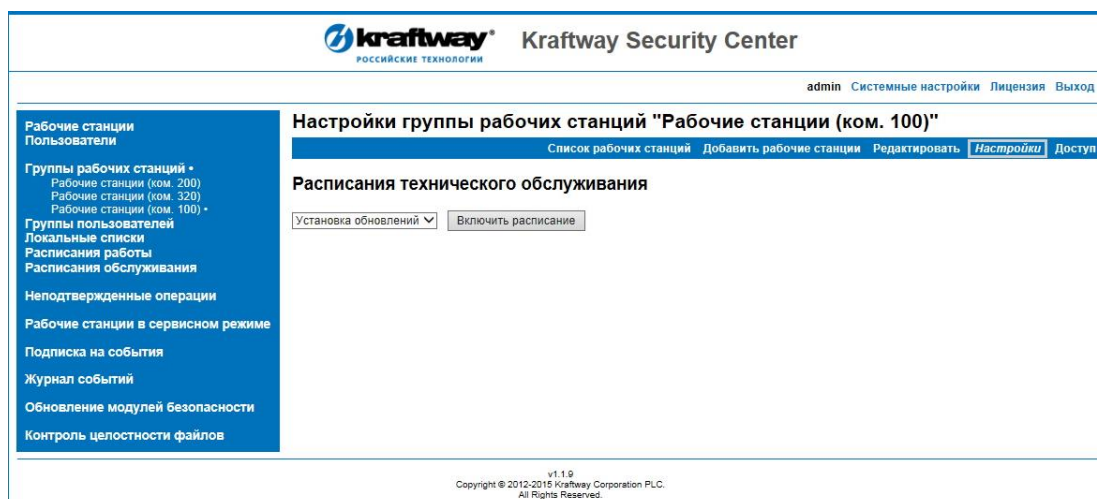 kraftway®
РОССИЙСКИЕ ТЕХНОЛОГИИ
Kraftway Security Center
admin Системные настройки Лицензия Выход
Рабочие станции
Пользователи
Группы рабочих станций •
Рабочие станции (ком. 200)
Рабочие станции (ком. 320)
Рабочие станции (ком. 100) •
Группы пользователей
Локальные списки
Расписания работы
Расписания обслуживания
Неподтвержденные операции
Рабочие станции в сервисном режиме
Подписка на события
Журнал событий
Обновление модулей безопасности
Контроль целостности файлов
Настройки группы рабочих станций "Рабочие станции (ком. 100)"
Список рабочих станций Добавить рабочие станции Редактировать Настройки Доступ
Расписания технического обслуживания
Установка обновлений Включить расписание
v1.1.9
Copyright © 2012-2015 Kraftway Corporation PLC.
All Rights Reserved.